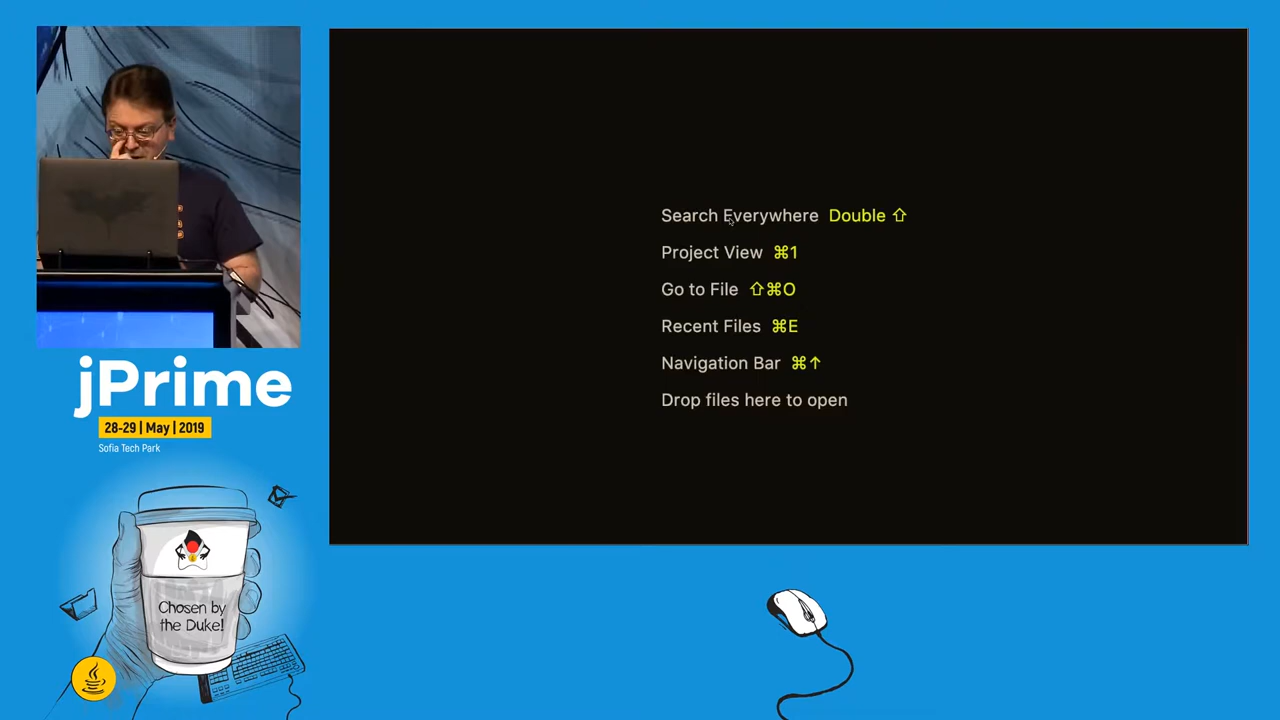 jPrime
28-29 | May | 2019
Sofia Tech Park
Chosen by
the Duke!
Search Everywhere Double ⇧
Project View ⌘1
Go to File ⇧⌘O
Recent Files ⌘E
Navigation Bar ⌘↑
Drop files here to open